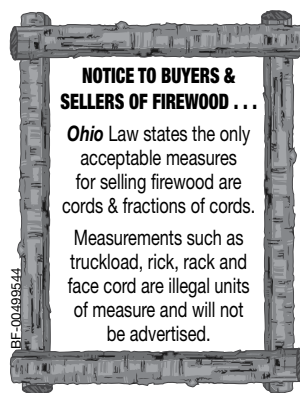 NOTICE TO BUYERS &
SELLERS OF FIREWOOD . . .
Ohio Law states the only
acceptable measures
for selling firewood are
cords & fractions of cords.
Measurements such as
truckload, rick, rack and
face cord are illegal units
of measure and will not
be advertised.
BF-00499544